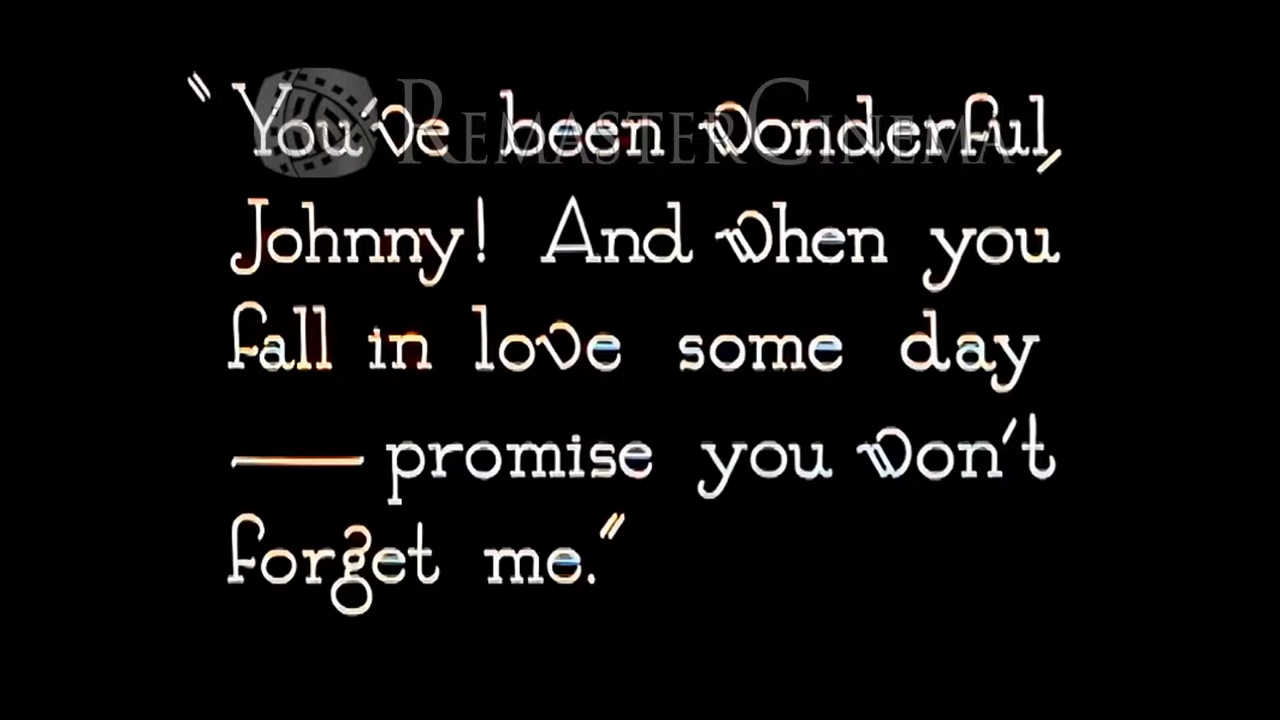 REMASTERCINEMA
"You've been wonderful,
Johnny! And when you
fall in love some day
— promise you won't
forget me."